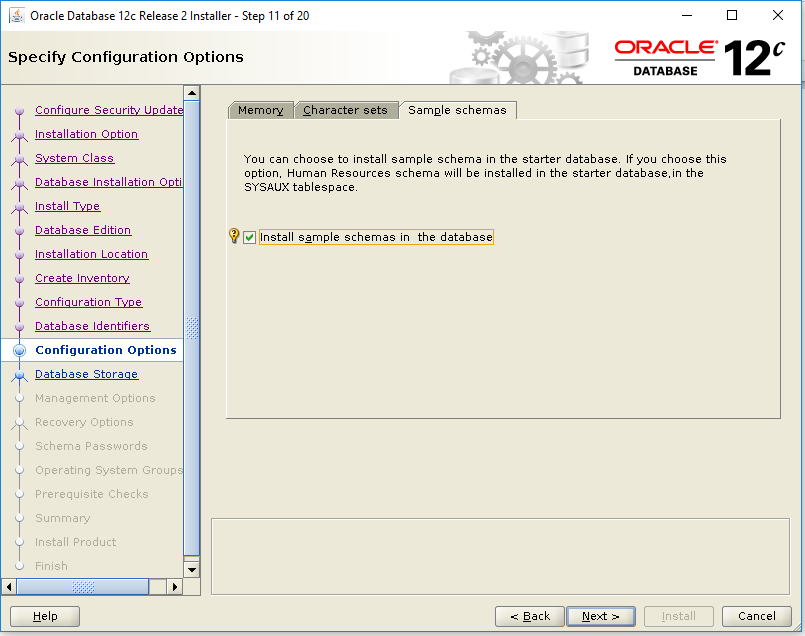 Oracle Database 12c Release 2 Installer - Step 11 of 20
Specify Configuration Options
ORACLE
DATABASE
12c
Configure Security Update
Installation Option
System Class
Database Installation Opti
Install Type
Database Edition
Installation Location
Create Inventory
Configuration Type
Database Identifiers
Configuration Options
Database Storage
Management Options
Recovery Options
Schema Passwords
Operating System Groups
Prerequisite Checks
Summary
Install Product
Finish
Memory
Character sets
Sample schemas
You can choose to install sample schema in the starter database. If you choose this
option, Human Resources schema will be installed in the starter database,in the
SYSAUX tablespace.
Install sample schemas in  the database
Help
< Back
Next >
Install
Cancel